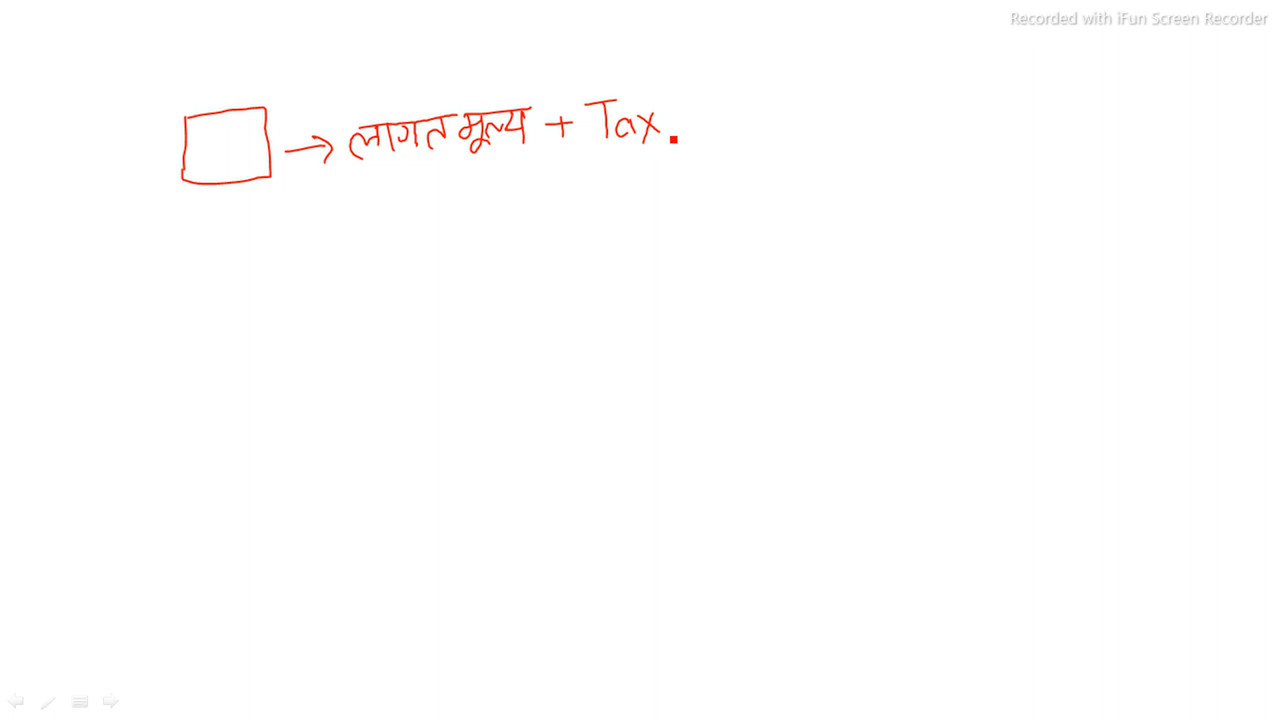 Recorded with iFun Screen Recorder
→ लागत मूल्य + Tax